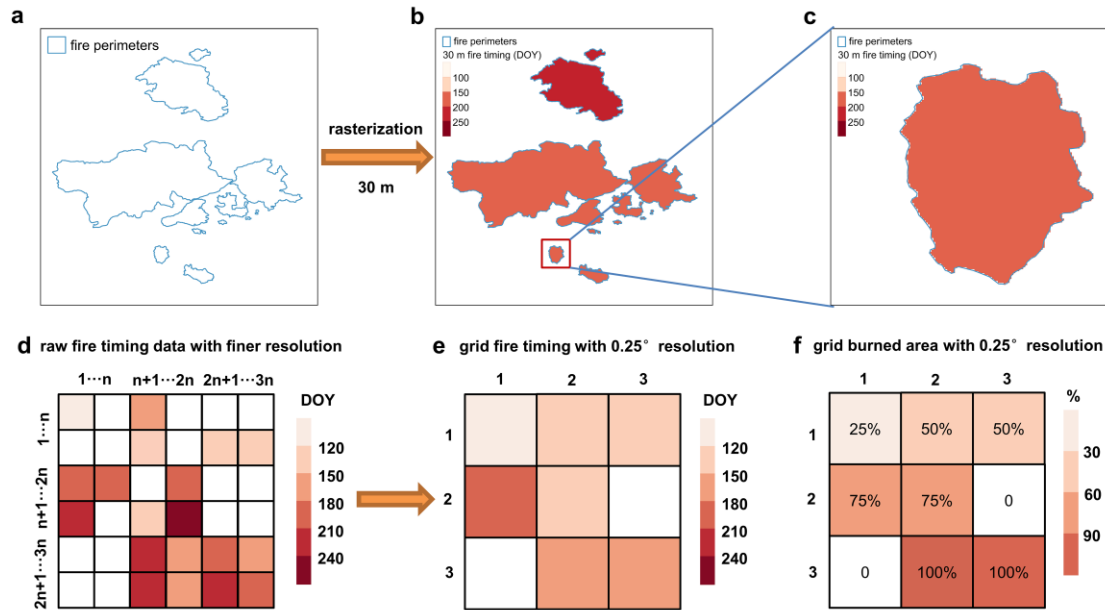 a
fire perimeters
rasterization
30 m
b
fire perimeters
30 m fire timing (DOY)
100
150
200
250
c
fire perimeters
30 m fire timing (DOY)
100
150
200
250
d raw fire timing data with finer resolution
1⋯n n+1⋯2n 2n+1⋯3n
1⋯n
n+1⋯2n
2n+1⋯3n
DOY
120
150
180
210
240
e grid fire timing with 0.25° resolution
1 2 3
1
2
3
DOY
120
150
180
210
240
f grid burned area with 0.25° resolution
1 2 3
1 25% 50% 50%
2 75% 75% 0
3 0 100% 100%
%
30
60
90